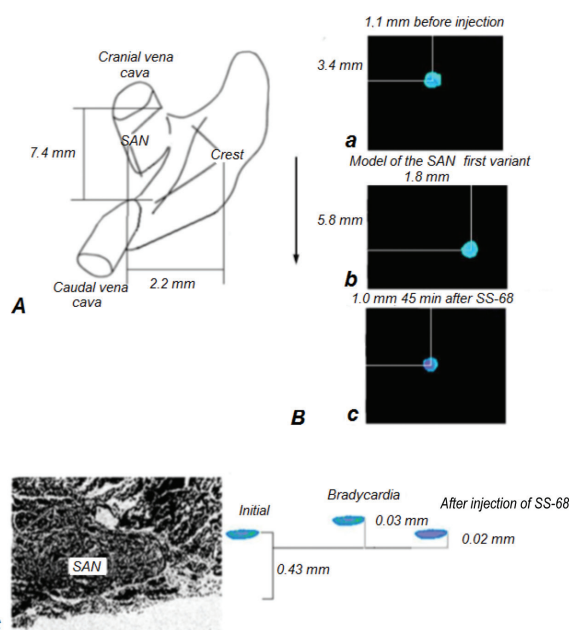 Cranial vena
cava
SAN
7.4 mm
Crest
2.2 mm
Caudal vena
cava
A
1,1 mm before injection
3.4 mm
a
Model of the SAN first variant
1.8 mm
5.8 mm
b
1.0 mm 45 min after SS-68
B
c
SAN
Initial
Bradycardia
After injection of SS-68
0.03 mm
0.02 mm
0.43 mm